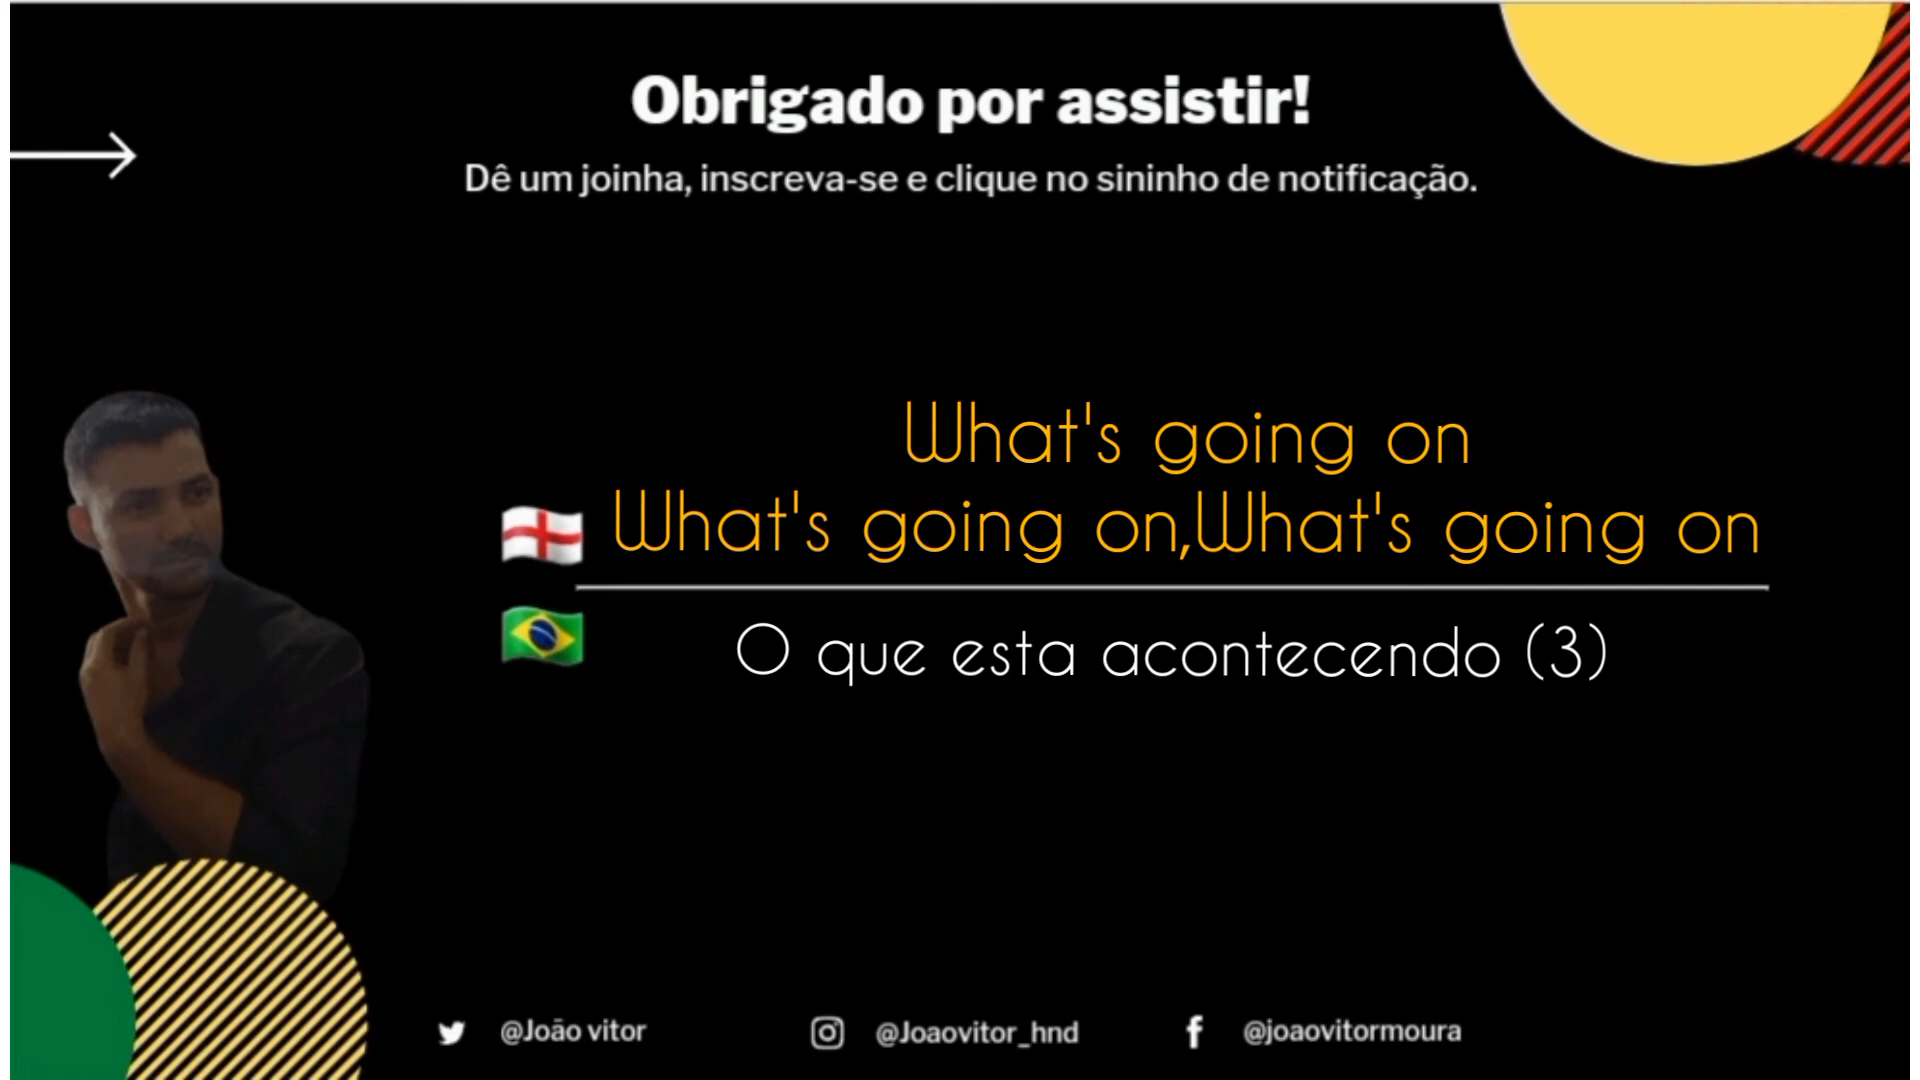 Obrigado por assistir!
Dê um joinha, inscreva-se e clique no sininho de notificação.
What's going on
What's going on,What's going on
O que esta acontecendo (3)
@João vitor
@Joaovitor_hnd
@joaovitormoura